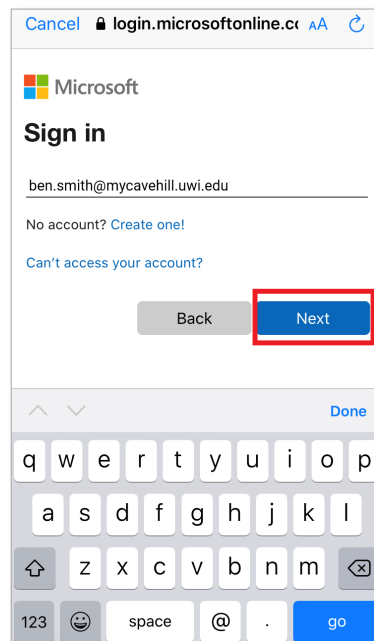 Cancel login.microsoftonline.co AA
Microsoft
Sign in
ben.smith@mycavehill.uwi.edu
No account? Create one!
Can't access your account?
Back Next
Done
q w e r t y u i o p
a s d f g h j k l
z x c v b n m
123 space @ . go